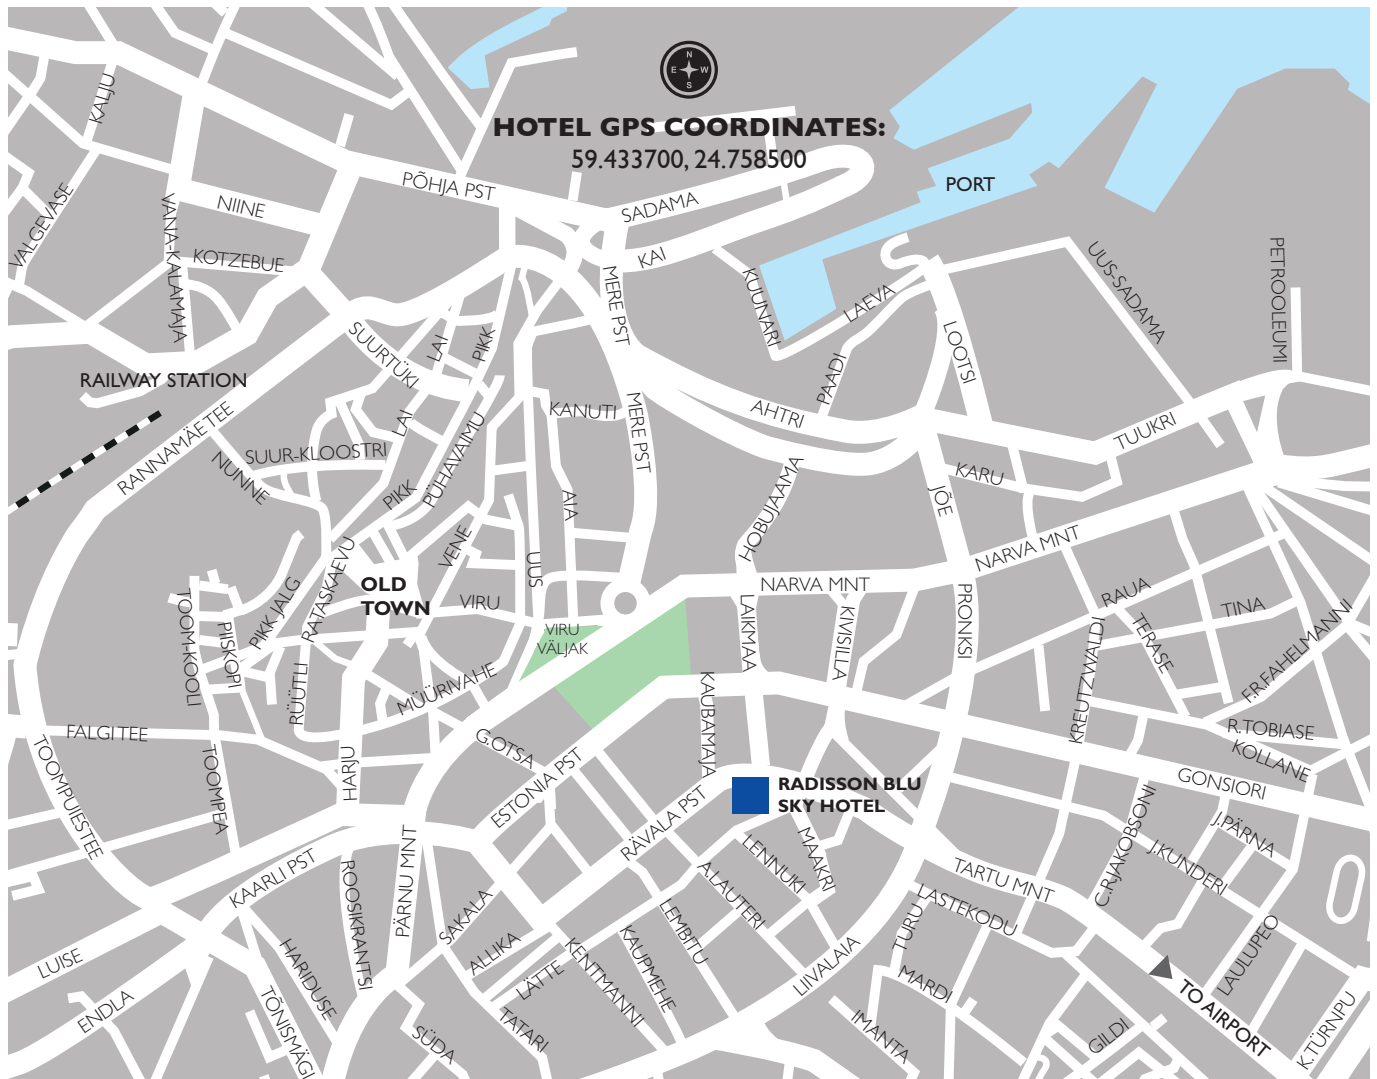 N
E W
S
HOTEL GPS COORDINATES:
59.433700, 24.758500
KALJU
PÕHJA PST
PORT
VALGEVASE
NIINE
SADAMA
VANA-KALAMAJA
KOTZEBUE
KAI
UUS-SADAMA
PETROOLEUMI
MERE PST
KUUNARI
LAEVA
SUURTÜKI
LAI
PIKK
LOOTSI
RAILWAY STATION
PAADI
RANNAMÄETEE
LAI
KANUTI
MERE PST
AHTRI
TUUKRI
SUUR-KLOOSTRI
NUNNE
PIKK
PÜHAVAIMU
KARU
AIA
JÕE
HOBUJAAMA
VENE
UUS
NARVA MNT
RATASKAEVU
OLD
TOWN
VIRU
NARVA MNT
PIKK JALG
TOOM-KOOLI
PIISKOPI
VIRU
VÄLJAK
LAIKMAA
KIVISILLA
PRONKSI
RAUA
TINA
TERASE
KREUTZWALDI
F.R.FAHELMANNI
RÜÜTLI
MÜÜRIVAHE
KAUBAMAJA
FALGITEE
G.OTSA
R.TOBIASE
KOLLANE
TOOMPUIESTEE
TOOMPEA
HARJU
ESTONIA PST
GONSIORI
RADISSON BLU
SKY HOTEL
RÄVALA PST
C.R.JAKOBSONI
J.PÄRNA
J.KUNDERI
PÄRNU MNT
LENNUKI
MAAKRI
KAARLI PST
ROOSIKRANTSI
A.LAUTERI
TARTU MNT
LASTEKODU
SAKALA
LEMBITU
TURU
ALLIKA
KAUPMEHE
LAULUPEO
LUISE
HARIDUSE
LÄTTE
KENTMANNI
LIIVALAIA
MARDI
ENDLA
TÕNISMÄGI
SÜDA
TATARI
IMANTA
GILDI
TO AIRPORT
K.TÜRNPU